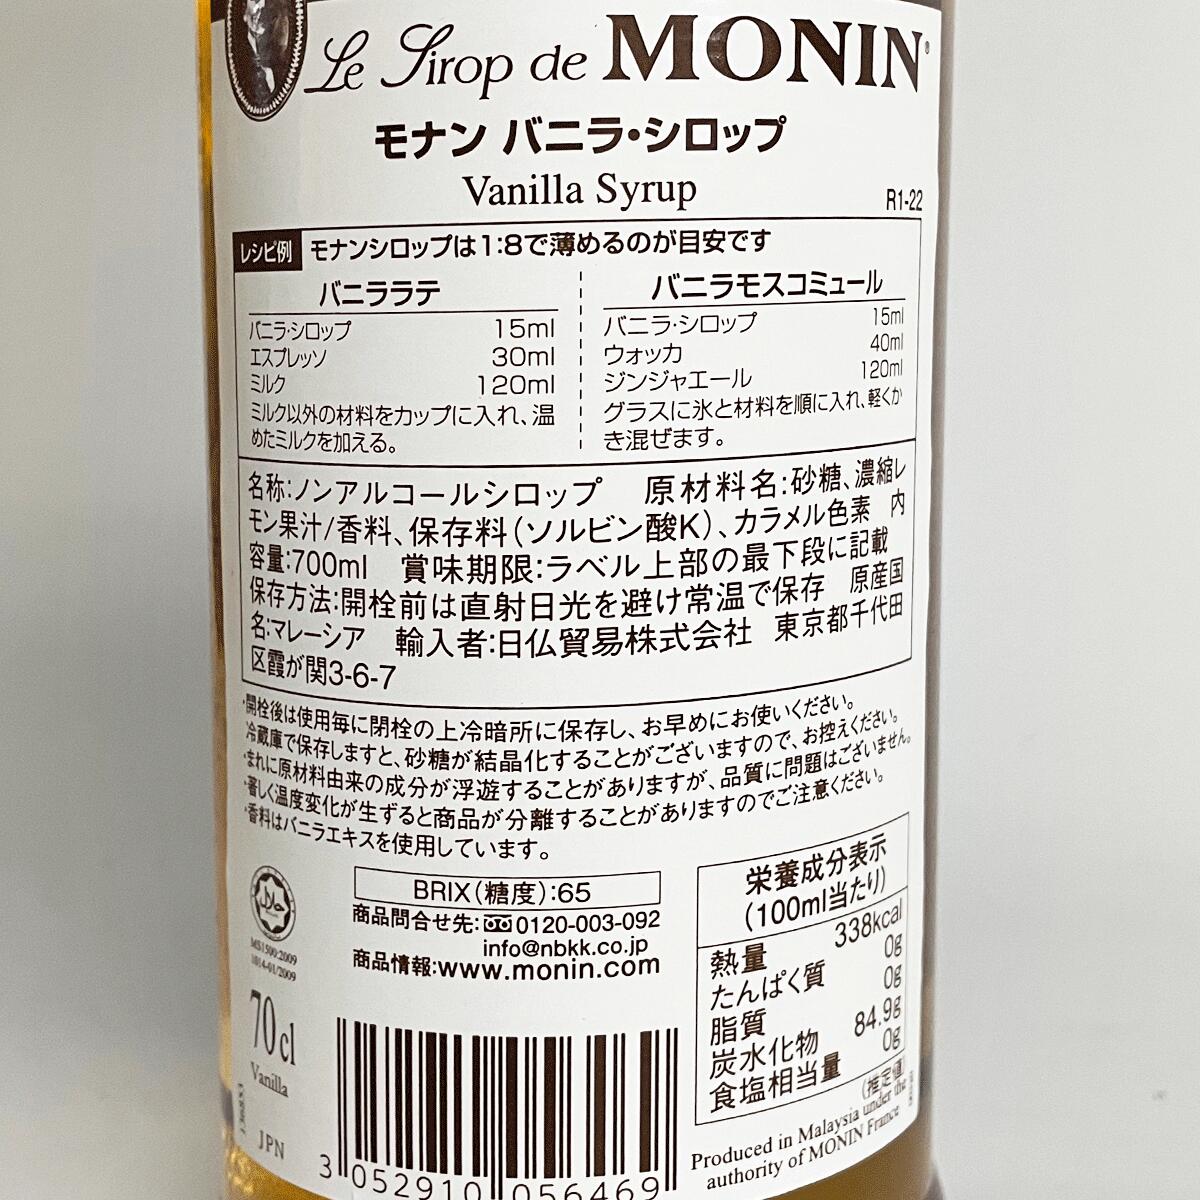 Le Sirop de MONIN®
モナン バニラ・シロップ
Vanilla Syrup
R1-22
レシピ例 モナンシロップは1:8で薄めるのが目安です
バニララテ
バニラ・シロップ 15ml
エスプレッソ 30ml
ミルク 120ml
ミルク以外の材料をカップに入れ、温
めたミルクを加える。
バニラモスコミュール
バニラ・シロップ 15ml
ウォッカ 40ml
ジンジャエール 120ml
グラスに氷と材料を順に入れ、軽くか
き混ぜます。
名称:ノンアルコールシロップ 原材料名:砂糖、濃縮レ
モン果汁/香料、保存料(ソルビン酸K)、カラメル色素 内
容量:700ml 賞味期限:ラベル上部の最下段に記載
保存方法:開栓前は直射日光を避け常温で保存 原産国
名:マレーシア 輸入者:日仏貿易株式会社 東京都千代田
区霞が関3-6-7
・開栓後は使用毎に閉栓の上冷暗所に保存し、お早めにお使いください。
冷蔵庫で保存しますと、砂糖が結晶化することがございますので、お控えください。
・まれに原材料由来の成分が浮遊することがありますが、品質に問題はございません。
・著しく温度変化が生ずると商品が分離することがありますのでご注意ください。
・香料はバニラエキスを使用しています。
BRIX(糖度):65
商品問合せ先:0120-003-092
info@nbkk.co.jp
商品情報:www.monin.com
MS1500:2009
1014-01/2009
70cl
Vanilla
JPN
3 052910 056469
栄養成分表示
(100ml当たり)
熱量 338kcal
たんぱく質 0g
脂質 0g
炭水化物 84.9g
食塩相当量 0g
(推定値)
Produced in Malaysia under the
authority of MONIN France